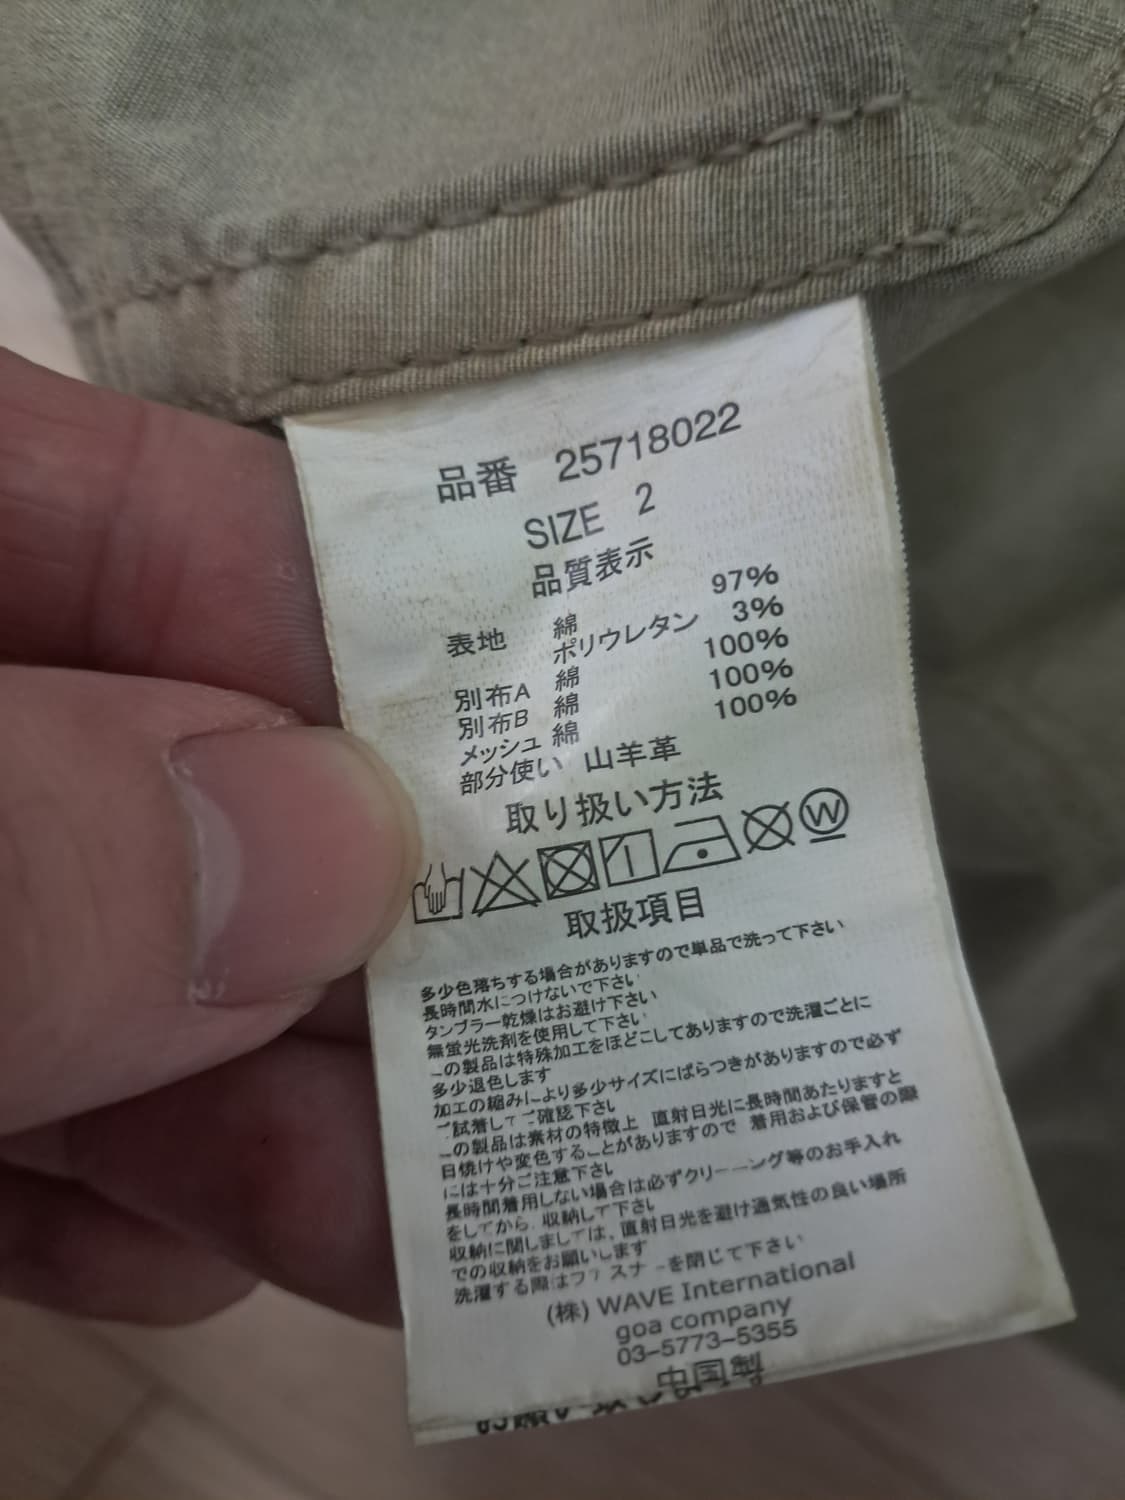 品番 25718022
SIZE 2
品質表示
表地 綿 97%
ポリウレタン 3%
別布A 綿 100%
別布B 綿 100%
メッシュ 綿 100%
部分使い 山羊革
取り扱い方法
W
取扱項目
多少色落ちする場合がありますので単品で洗って下さい
長時間水につけないで下さい
タンブラー乾燥はお避け下さい
無蛍光洗剤を使用して下さい
この製品は特殊加工をほどこしてありますので洗濯ごとに
多少退色します
加工の縮みにより多少サイズにばらつきがありますので必ず
ご試着してご確認下さい
この製品は素材の特徴上 直射日光に長時間あたりますと
日焼けや変色することがありますので 着用および保管の際
には十分ご注意下さい
長時間着用しない場合は必ずクリーニング等のお手入れ
をしてから、収納して下さい
収納に関しましては、直射日光を避け通気性の良い場所
での収納をお願いします
洗濯する際はファスナーを閉じて下さい
(株) WAVE International
goa company
03-5773-5355
中国製